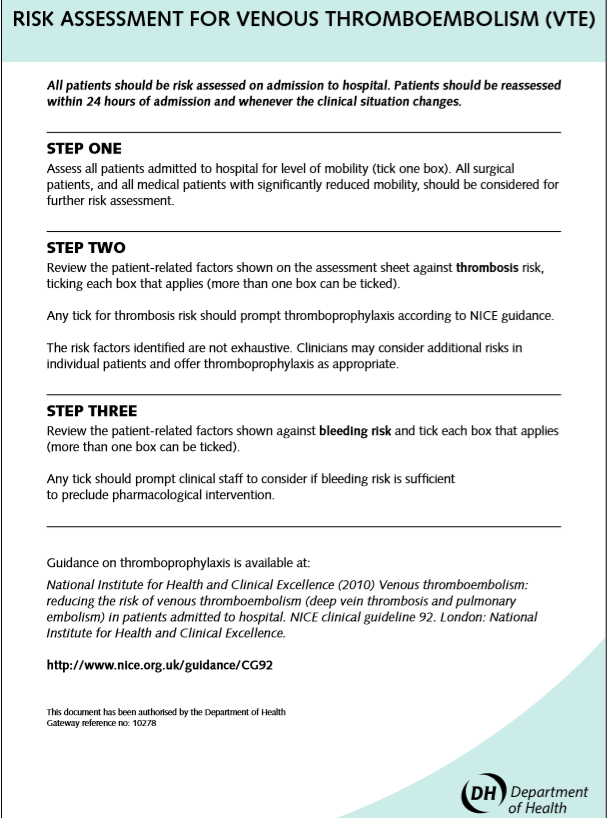 RISK ASSESSMENT FOR VENOUS THROMBOEMBOLISM (VTE)
All patients should be risk assessed on admission to hospital. Patients should be reassessed
within 24 hours of admission and whenever the clinical situation changes.
STEP ONE
Assess all patients admitted to hospital for level of mobility (tick one box). All surgical
patients, and all medical patients with significantly reduced mobility, should be considered for
further risk assessment.
STEP TWO
Review the patient-related factors shown on the assessment sheet against thrombosis risk,
ticking each box that applies (more than one box can be ticked).
Any tick for thrombosis risk should prompt thromboprophylaxis according to NICE guidance.
The risk factors identified are not exhaustive. Clinicians may consider additional risks in
individual patients and offer thromboprophylaxis as appropriate.
STEP THREE
Review the patient-related factors shown against bleeding risk and tick each box that applies
(more than one box can be ticked).
Any tick should prompt clinical staff to consider if bleeding risk is sufficient
to preclude pharmacological intervention.
Guidance on thromboprophylaxis is available at:
National Institute for Health and Clinical Excellence (2010) Venous thromboembolism:
reducing the risk of venous thromboembolism (deep vein thrombosis and pulmonary
embolism) in patients admitted to hospital. NICE clinical guideline 92. London: National
Institute for Health and Clinical Excellence.
http://www.nice.org.uk/guidance/CG92
This document has been authorised by the Department of Health
Gateway reference no: 10278
DH Department
of Health